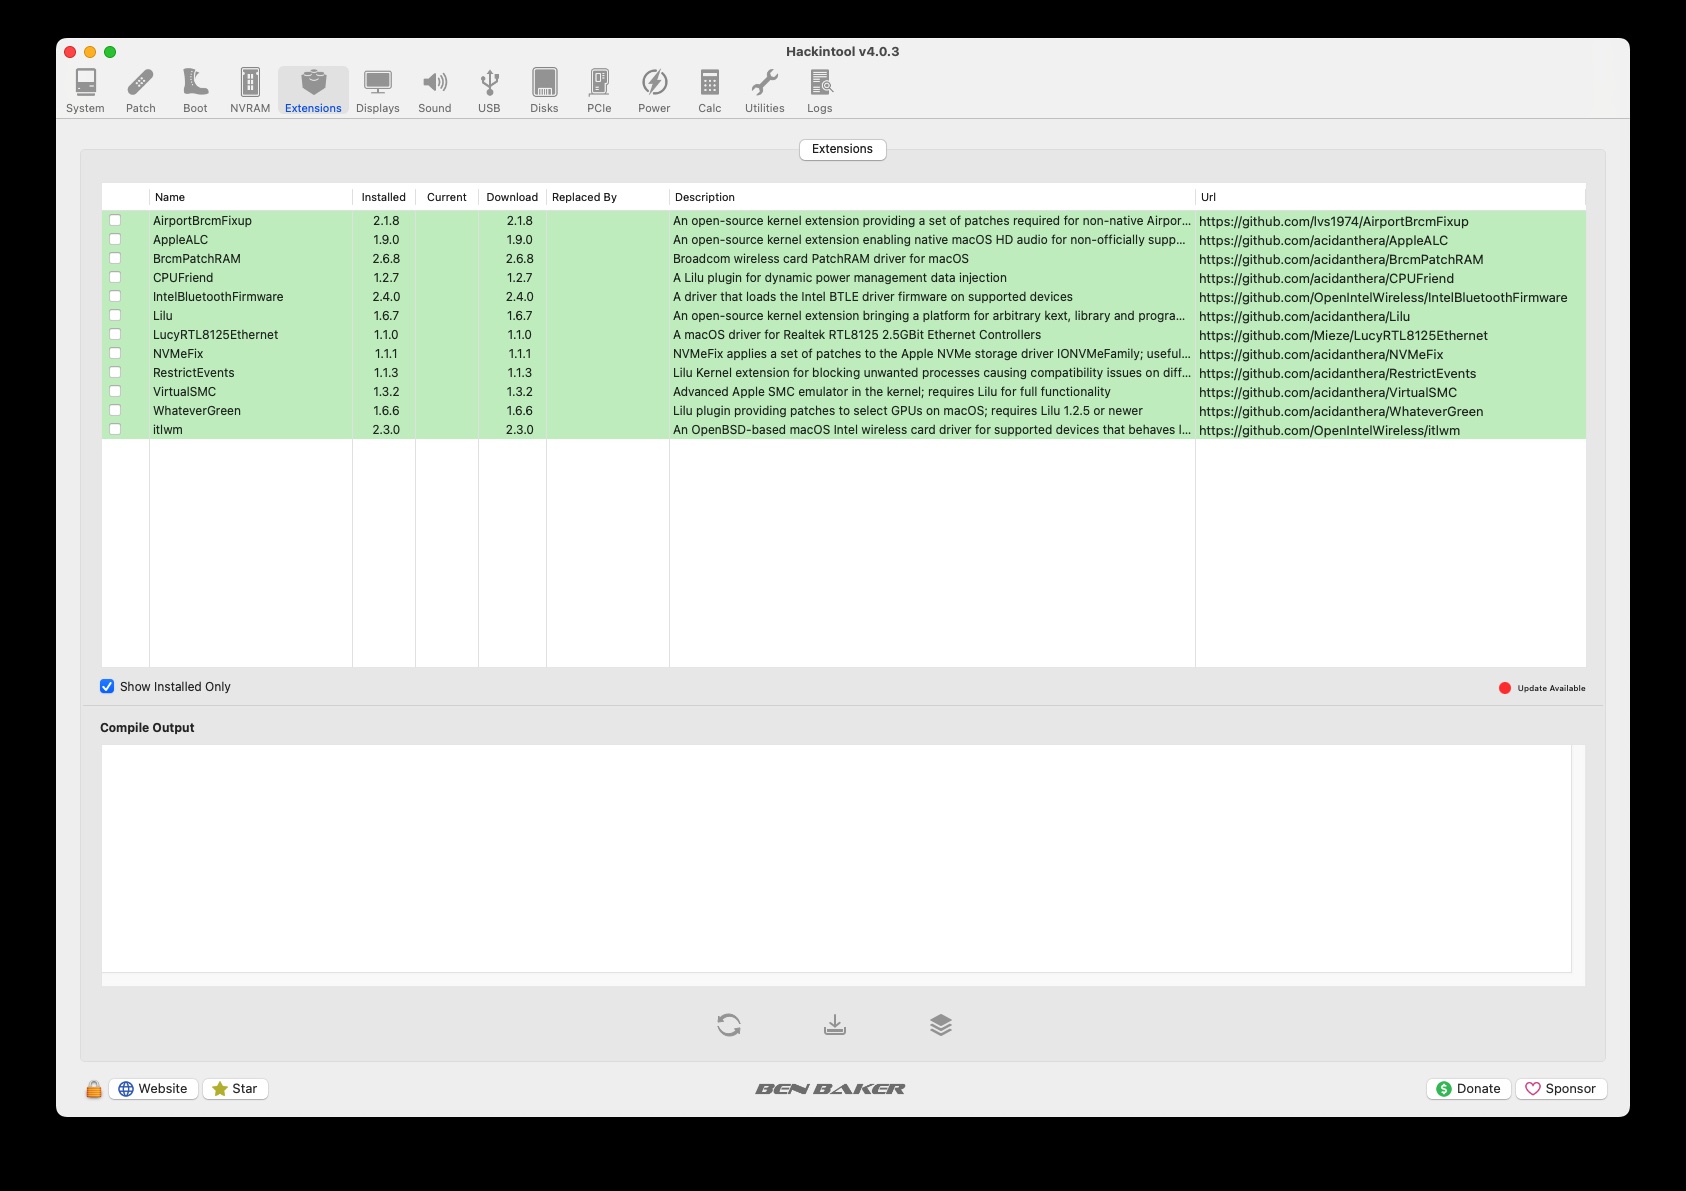 Hackintool v4.0.3
System Patch Boot NVRAM Extensions Displays Sound USB Disks PCIe Power Calc Utilities Logs
Extensions
Name Installed Current Download Replaced By Description Url
AirportBrcmFixup 2.1.8 2.1.8 An open-source kernel extension providing a set of patches required for non-native Airpor... https://github.com/lvs1974/AirportBrcmFixup
AppleALC 1.9.0 1.9.0 An open-source kernel extension enabling native macOS HD audio for non-officially supp... https://github.com/acidanthera/AppleALC
BrcmPatchRAM 2.6.8 2.6.8 Broadcom wireless card PatchRAM driver for macOS https://github.com/acidanthera/BrcmPatchRAM
CPUFriend 1.2.7 1.2.7 A Lilu plugin for dynamic power management data injection https://github.com/acidanthera/CPUFriend
IntelBluetoothFirmware 2.4.0 2.4.0 A driver that loads the Intel BTLE driver firmware on supported devices https://github.com/OpenIntelWireless/IntelBluetoothFirmware
Lilu 1.6.7 1.6.7 An open-source kernel extension bringing a platform for arbitrary kext, library and progra... https://github.com/acidanthera/Lilu
LucyRTL8125Ethernet 1.1.0 1.1.0 A macOS driver for Realtek RTL8125 2.5GBit Ethernet Controllers https://github.com/Mieze/LucyRTL8125Ethernet
NVMeFix 1.1.1 1.1.1 NVMeFix applies a set of patches to the Apple NVMe storage driver IONVMeFamily; useful... https://github.com/acidanthera/NVMeFix
RestrictEvents 1.1.3 1.1.3 Lilu Kernel extension for blocking unwanted processes causing compatibility issues on diff... https://github.com/acidanthera/RestrictEvents
VirtualSMC 1.3.2 1.3.2 Advanced Apple SMC emulator in the kernel; requires Lilu for full functionality https://github.com/acidanthera/VirtualSMC
WhateverGreen 1.6.6 1.6.6 Lilu plugin providing patches to select GPUs on macOS; requires Lilu 1.2.5 or newer https://github.com/acidanthera/WhateverGreen
itlwm 2.3.0 2.3.0 An OpenBSD-based macOS Intel wireless card driver for supported devices that behaves l... https://github.com/OpenIntelWireless/itlwm
Show Installed Only Update Available
Compile Output
Website Star BEN BAKER Donate Sponsor